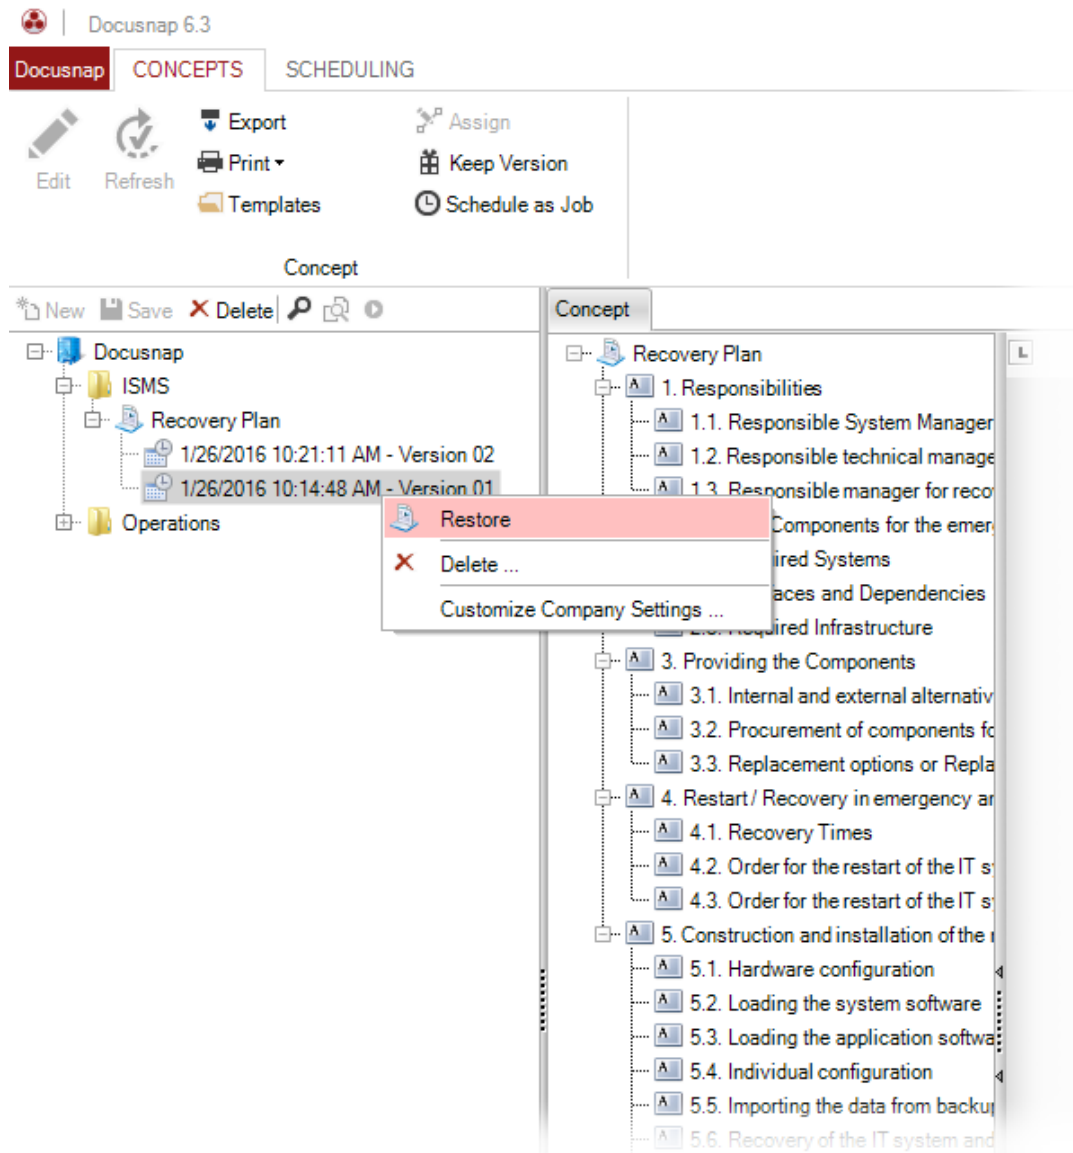 Docusnap 6.3
Docusnap CONCEPTS SCHEDULING
Edit
Refresh
Export
Print
Templates
Assign
Keep Version
Schedule as Job
Concept
New Save Delete
Docusnap
ISMS
Recovery Plan
1/26/2016 10:21:11 AM - Version 02
1/26/2016 10:14:48 AM - Version 01
Operations
Restore
Delete ...
Customize Company Settings ...
Concept
Recovery Plan
1. Responsibilities
1.1. Responsible System Manager
1.2. Responsible technical manage
1.3. Responsible manager for reco
Components for the emer
ired Systems
aces and Dependencies
Required Infrastructure
3. Providing the Components
3.1. Internal and external alternativ
3.2. Procurement of components fo
3.3. Replacement options or Repla
4. Restart / Recovery in emergency ar
4.1. Recovery Times
4.2. Order for the restart of the IT s
4.3. Order for the restart of the IT s
5. Construction and installation of the
5.1. Hardware configuration
5.2. Loading the system software
5.3. Loading the application softwa
5.4. Individual configuration
5.5. Importing the data from backup
5.6. Recovery of the IT system and